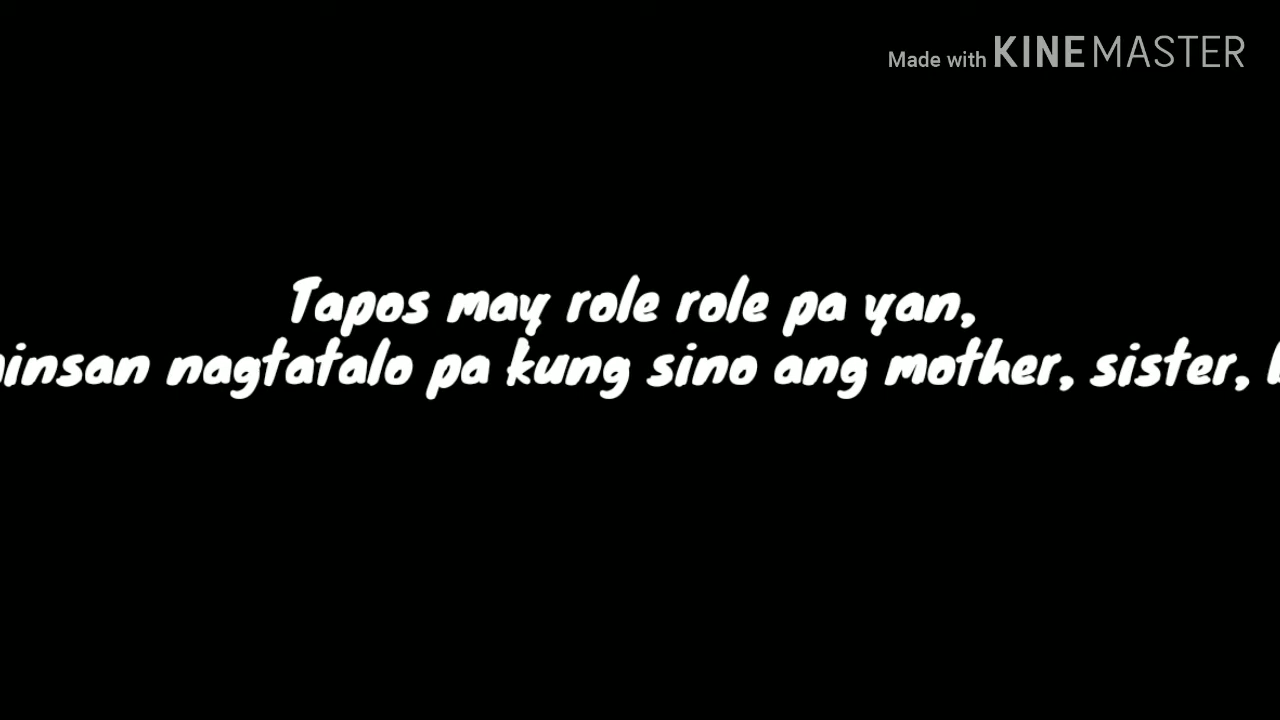 Made with KINEMASTER
Tapos may role role pa yan,
nagtatalo pa kung sino ang mother, sister,